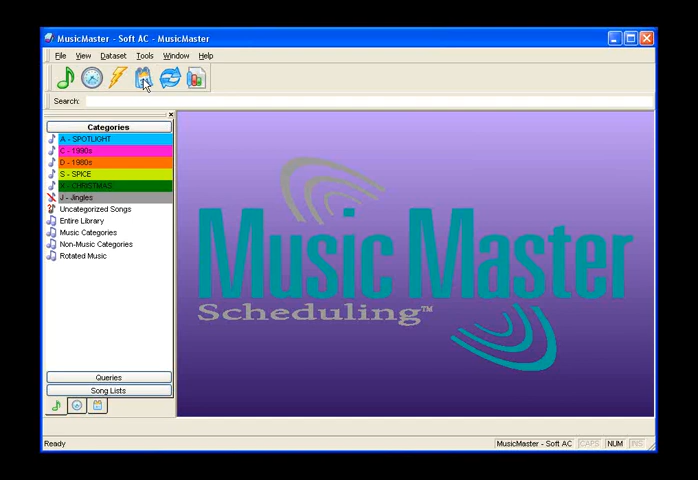 MusicMaster - Soft AC - MusicMaster
File View Dataset Tools Window Help
Search:
Categories
A - SPOTLIGHT
C - 1990s
D - 1980s
S - SPICE
X - CHRISTMAS
J - Jingles
Uncategorized Songs
Entire Library
Music Categories
Non-Music Categories
Rotated Music
Queries
Song Lists
Music Master
Scheduling™
Ready
MusicMaster - Soft AC CAPS NUM INS